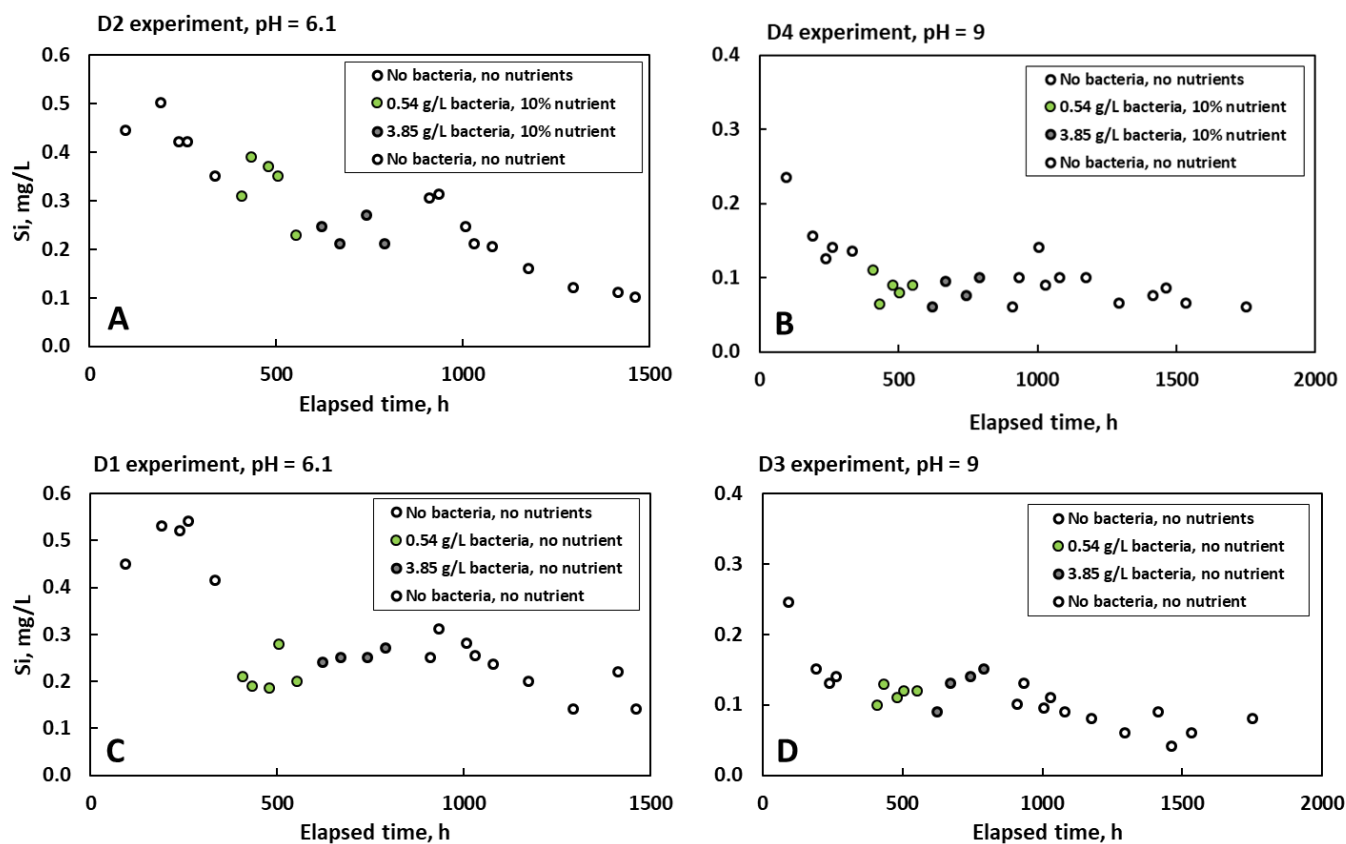 D2 experiment, pH = 6.1
0.6
0.5
0.4
0.3
0.2
0.1
0.0
Si, mg/L
No bacteria, no nutrients
0.54 g/L bacteria, 10% nutrient
3.85 g/L bacteria, 10% nutrient
No bacteria, no nutrient
A
0 500 1000 1500
Elapsed time, h
D4 experiment, pH = 9
0.4
0.3
0.2
0.1
0.0
No bacteria, no nutrients
0.54 g/L bacteria, 10% nutrient
3.85 g/L bacteria, 10% nutrient
No bacteria, no nutrient
B
0 500 1000 1500 2000
Elapsed time, h
D1 experiment, pH = 6.1
0.6
0.5
0.4
0.3
0.2
0.1
0.0
Si, mg/L
No bacteria, no nutrients
0.54 g/L bacteria, no nutrient
3.85 g/L bacteria, no nutrient
No bacteria, no nutrient
C
0 500 1000 1500
Elapsed time, h
D3 experiment, pH = 9
0.4
0.3
0.2
0.1
0.0
No bacteria, no nutrients
0.54 g/L bacteria, no nutrient
3.85 g/L bacteria, no nutrient
No bacteria, no nutrient
D
0 500 1000 1500 2000
Elapsed time, h